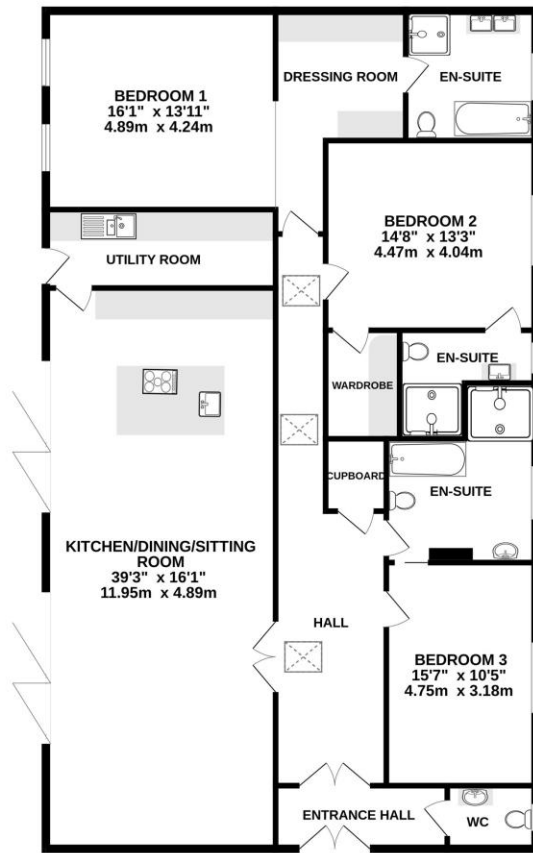 BEDROOM 1
16'1" x 13'11"
4.89m x 4.24m
DRESSING ROOM
EN-SUITE
BEDROOM 2
14'8" x 13'3"
4.47m x 4.04m
UTILITY ROOM
EN-SUITE
WARDROBE
CUPBOARD
EN-SUITE
KITCHEN/DINING/SITTING
ROOM
39'3" x 16'1"
11.95m x 4.89m
HALL
BEDROOM 3
15'7" x 10'5"
4.75m x 3.18m
ENTRANCE HALL
WC